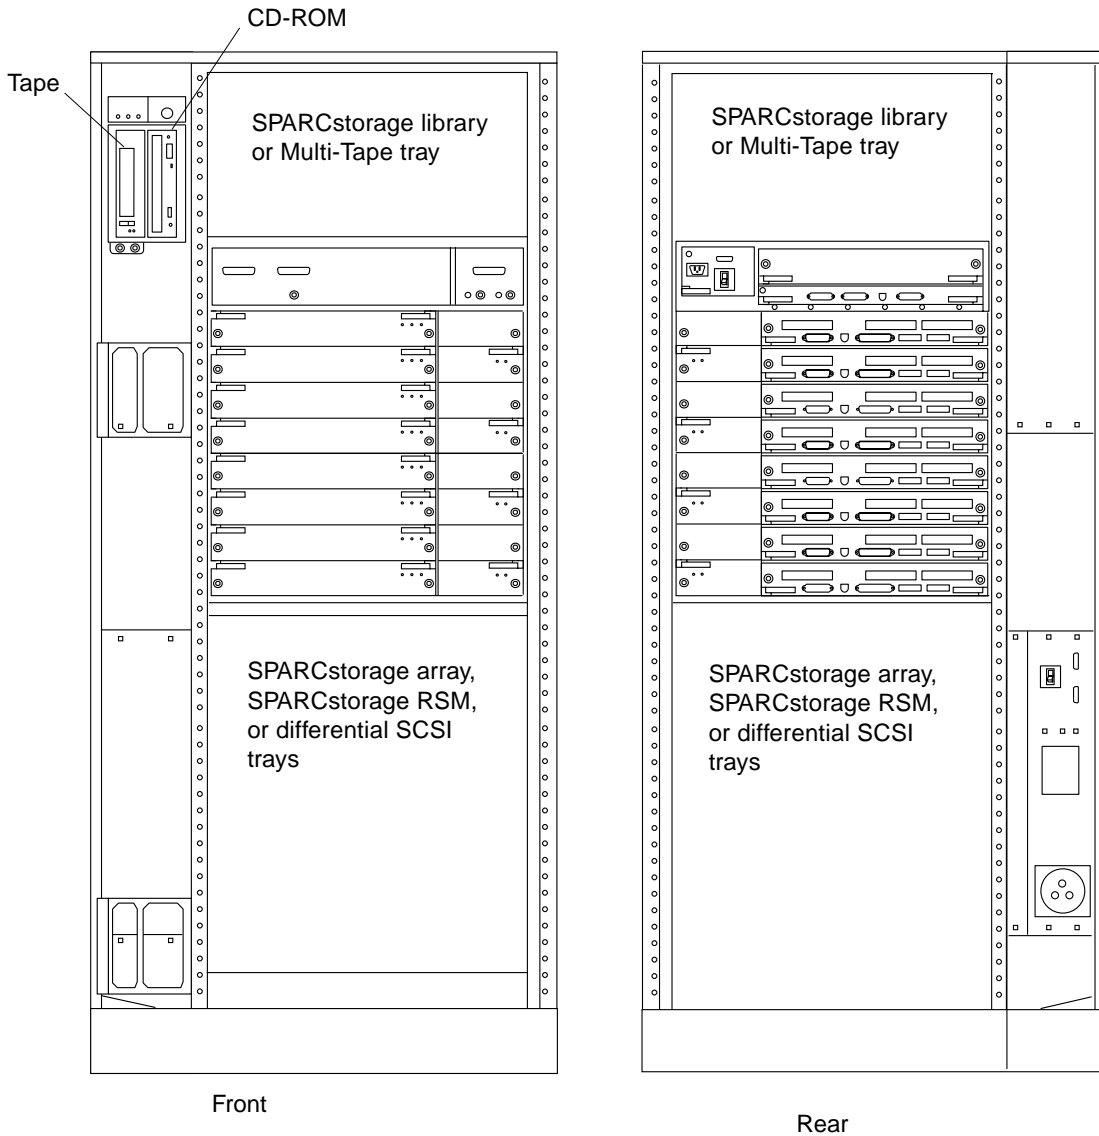 CD-ROM
Tape
SPARCstorage library
or Multi-Tape tray
SPARCstorage library
or Multi-Tape tray
SPARCstorage array,
SPARCstorage RSM,
or differential SCSI
trays
SPARCstorage array,
SPARCstorage RSM,
or differential SCSI
trays
Front
Rear